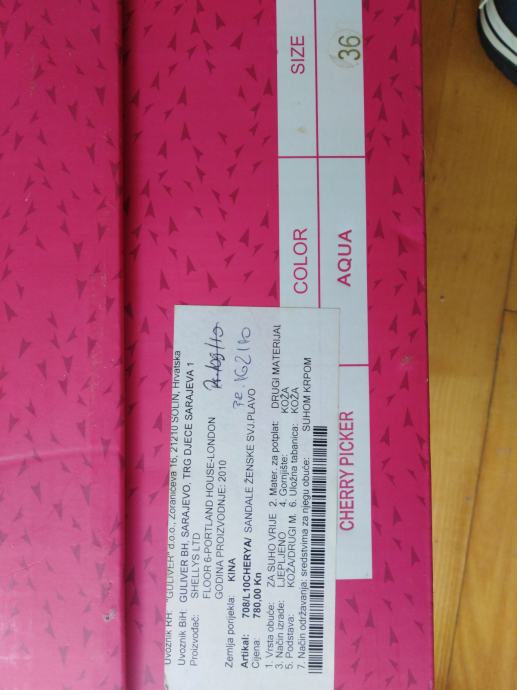 SIZE
36
COLOR
AQUA
CHERRY PICKER
Uvoznik RH: "GULIVER" d.o.o., Zoranićeva 16, 21210 SOLIN, Hrvatska
Uvoznik BiH: GULIVER BH, SARAJEVO, TRG DJECE SARAJEVA 1
Proizvođač: SHELLYS LTD
FLOOR 6-PORTLAND HOUSE-LONDON
GODINA PROIZVODNJE: 2010
Zemlja porijekla: KINA
Artikal: 708/L10CHERYA/ SANDALE ŽENSKE SVJ.PLAVO
Cijena: 780,00 Kn
1. Vrsta obuće: ZA SUHO VRIJE 2. Mater. za potplat: DRUGI MATERIJAL
3. Način izrade: LJEPLJENO 4. Gornjište: KOŽA
5. Podstava: KOŽA/DRUGI M. 6. Uložna tabanica: KOŽA
7. Način održavanja: sredstvima za njegu obuće: SUHOM KRPOM